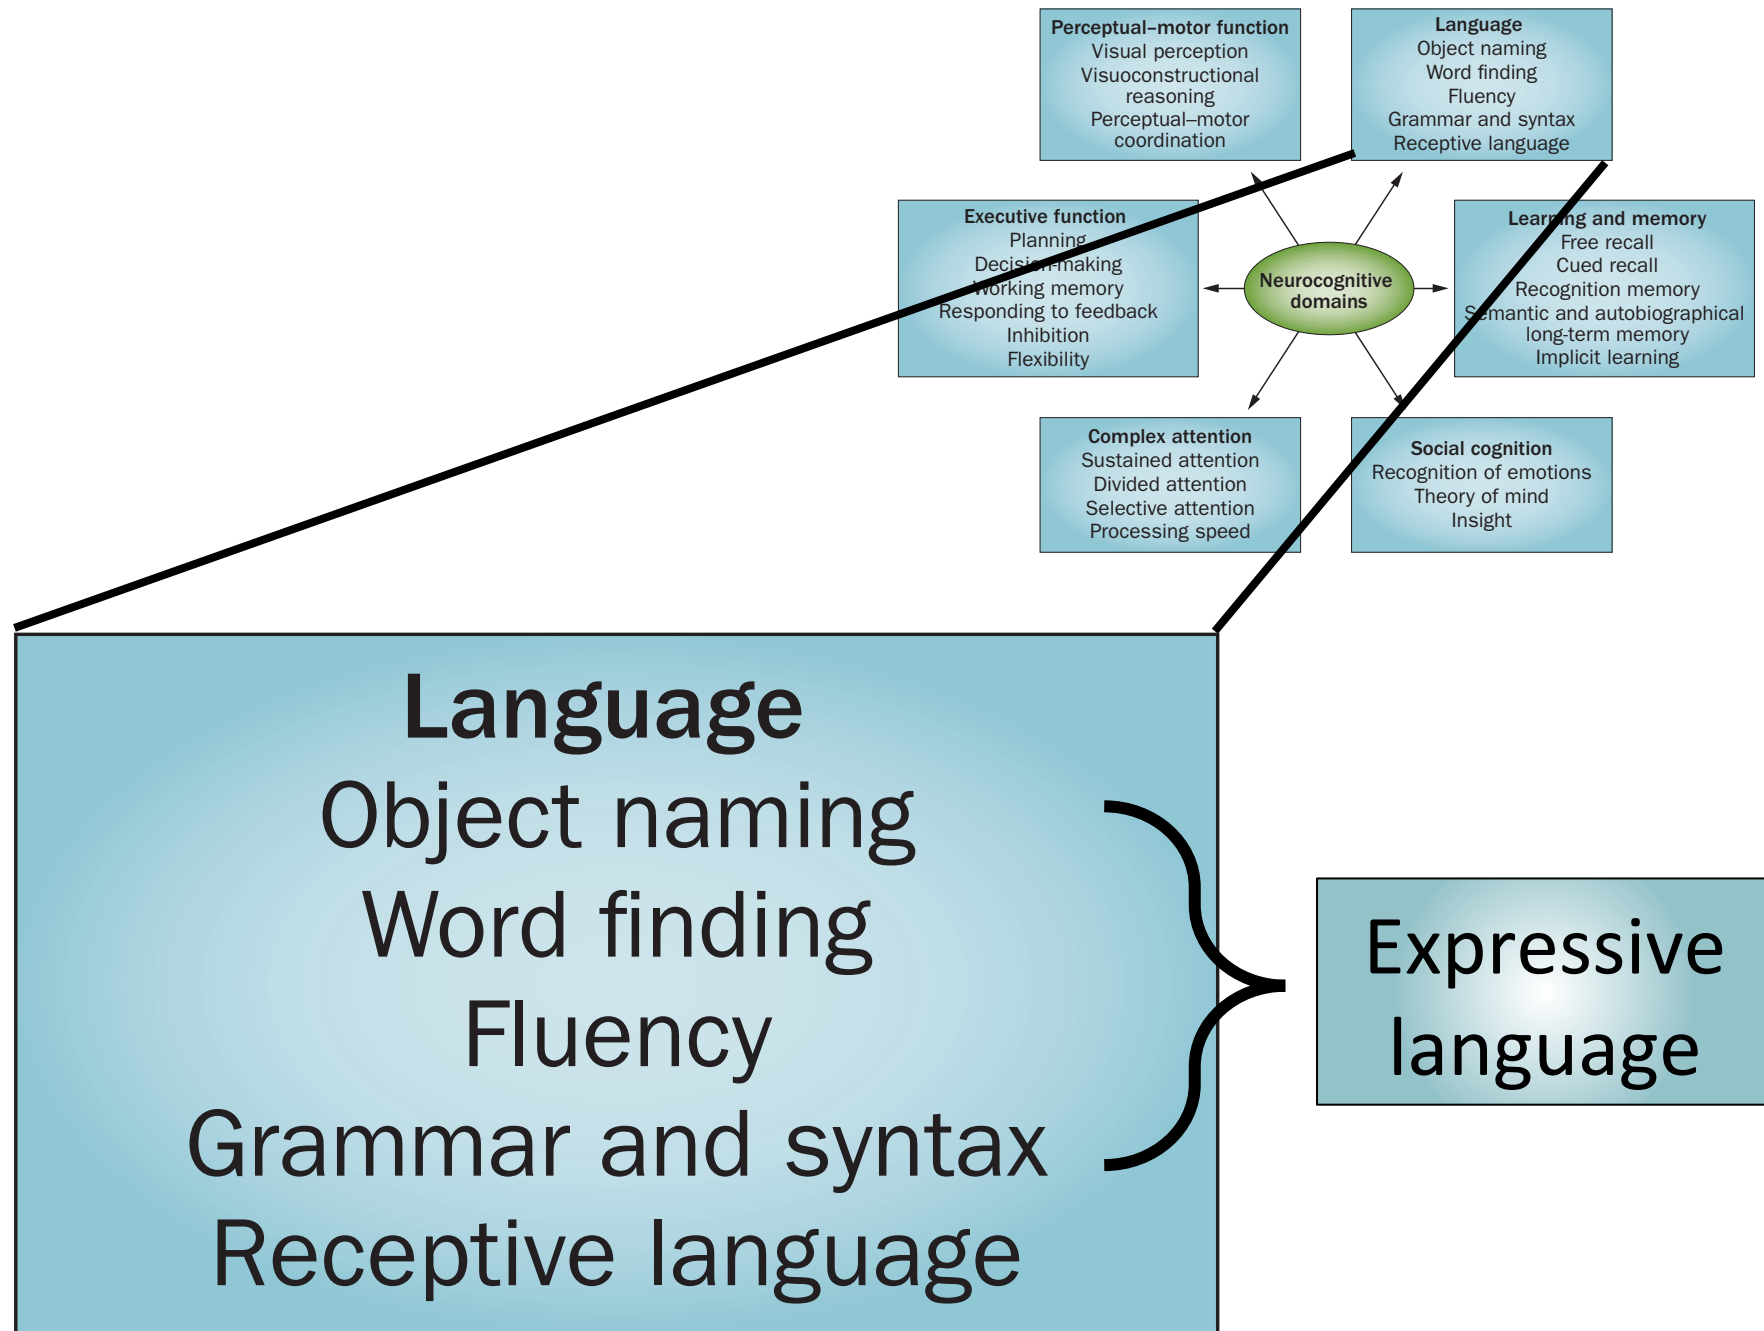 Perceptual–motor function
Visual perception
Visuoconstructional
reasoning
Perceptual–motor
coordination
Language
Object naming
Word finding
Fluency
Grammar and syntax
Receptive language
Executive function
Planning
Decision-making
Working memory
Responding to feedback
Inhibition
Flexibility
Neurocognitive
domains
Learning and memory
Free recall
Cued recall
Recognition memory
Semantic and autobiographical
long-term memory
Implicit learning
Complex attention
Sustained attention
Divided attention
Selective attention
Processing speed
Social cognition
Recognition of emotions
Theory of mind
Insight
Language
Object naming
Word finding
Fluency
Grammar and syntax
Receptive language
Expressive
language